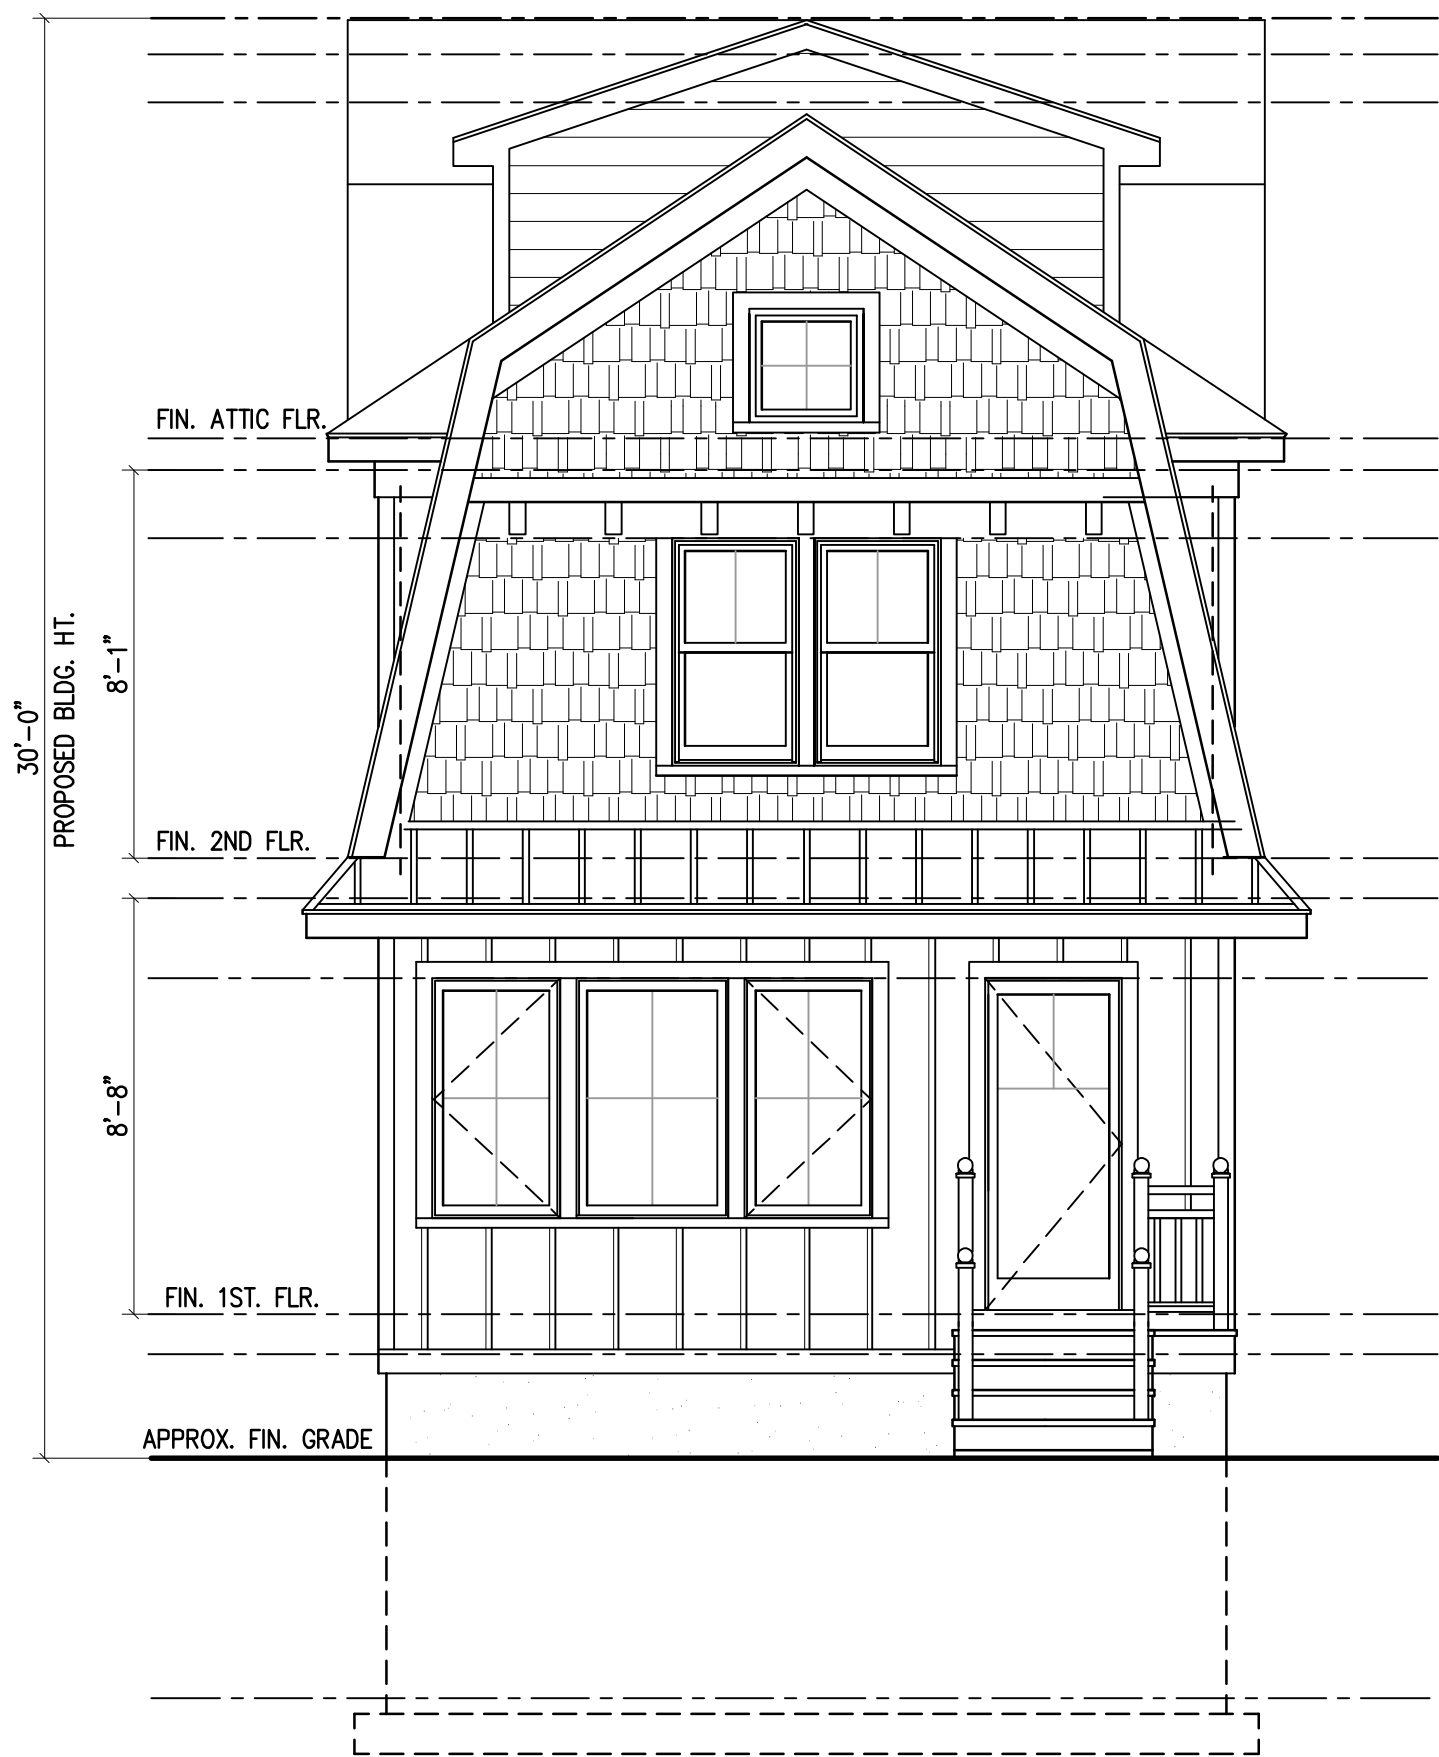 FIN. ATTIC FLR.
8'-1"
30'-0"
PROPOSED BLDG. HT.
FIN. 2ND FLR.
8'-8"
FIN. 1ST. FLR.
APPROX. FIN. GRADE